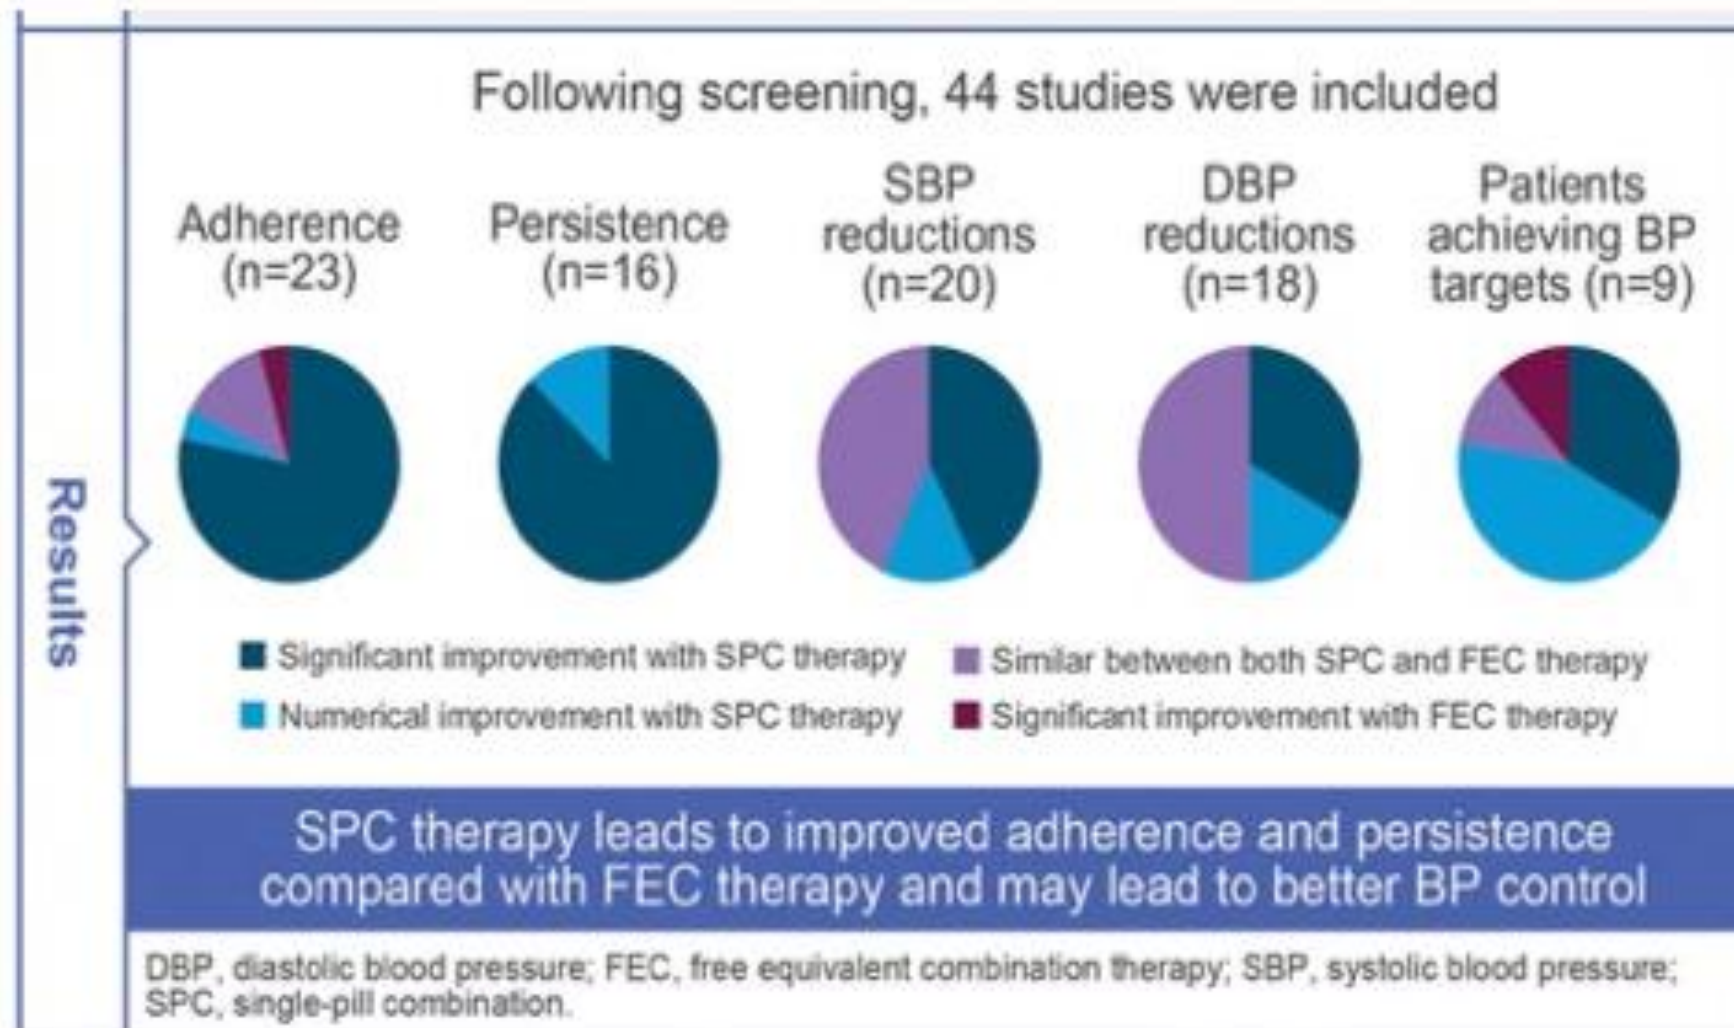 Results
Following screening, 44 studies were included
Adherence
(n=23)
Persistence
(n=16)
SBP
reductions
(n=20)
DBP
reductions
(n=18)
Patients
achieving BP
targets (n=9)
Significant improvement with SPC therapy
Numerical improvement with SPC therapy
Similar between both SPC and FEC therapy
Significant improvement with FEC therapy
SPC therapy leads to improved adherence and persistence
compared with FEC therapy and may lead to better BP control
DBP, diastolic blood pressure; FEC, free equivalent combination therapy; SBP, systolic blood pressure;
SPC, single-pill combination.